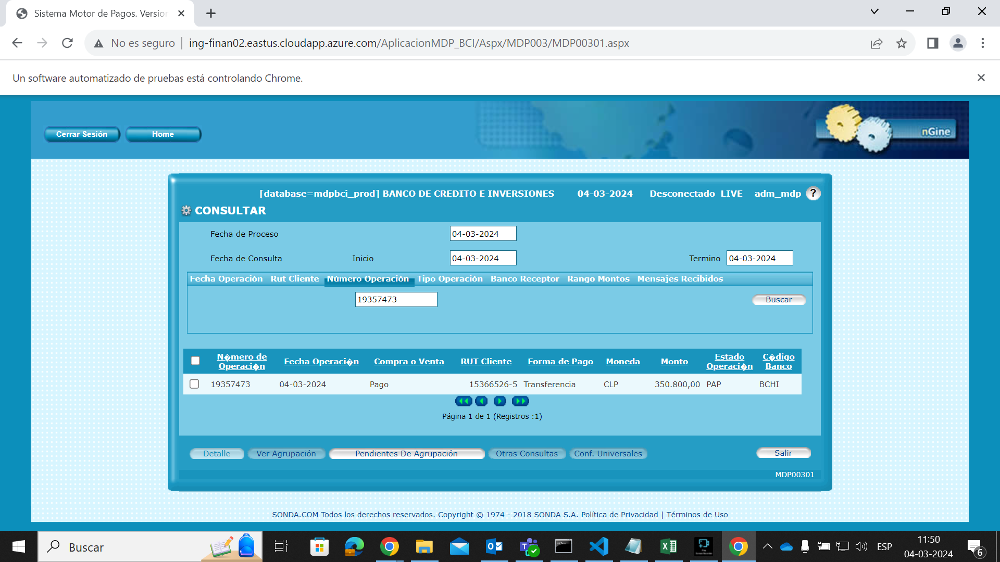 Sistema Motor de Pagos. Version
No es seguro
ing-finan02.eastus.cloudapp.azure.com/AplicacionMDP_BCI/Aspx/MDP003/MDP00301.aspx
Un software automatizado de pruebas está controlando Chrome.
Cerrar Sesión
Home
nGine
[database=mdpbci_prod] BANCO DE CREDITO E INVERSIONES 04-03-2024 Desconectado LIVE adm_mdp ?
CONSULTAR
Fecha de Proceso 04-03-2024
Fecha de Consulta Inicio 04-03-2024 Termino 04-03-2024
Fecha Operación Rut Cliente Número Operación Tipo Operación Banco Receptor Rango Montos Mensajes Recibidos
19357473 Buscar
N�mero de Operaci�n Fecha Operaci�n Compra o Venta RUT Cliente Forma de Pago Moneda Monto Estado Operaci�n C�digo Banco
19357473 04-03-2024 Pago 15366526-5 Transferencia CLP 350.800,00 PAP BCHI
Página 1 de 1 (Registros :1)
Detalle Ver Agrupación Pendientes De Agrupación Otras Consultas Conf. Universales Salir
MDP00301
SONDA.COM Todos los derechos reservados. Copyright © 1974 - 2018 SONDA S.A. Política de Privacidad | Términos de Uso
Buscar
ESP
11:50
04-03-2024
6